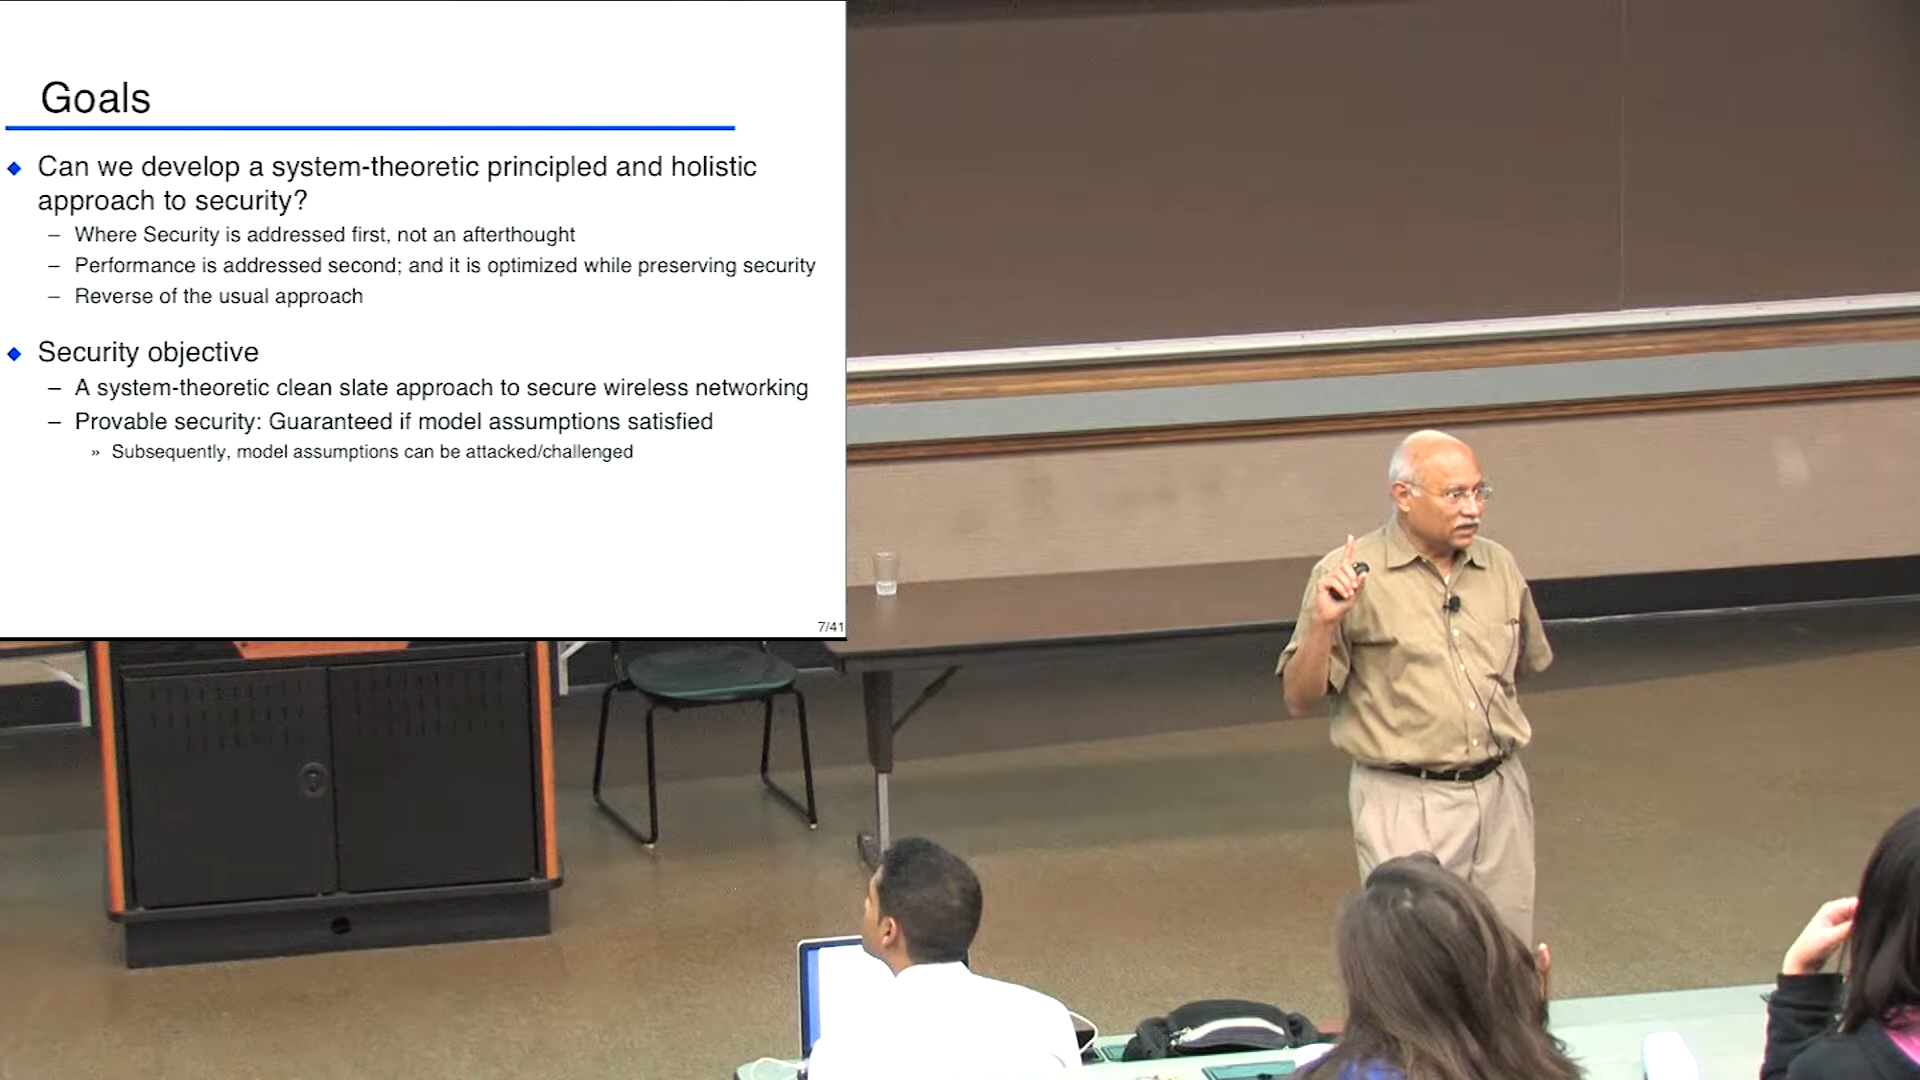 Goals
◆ Can we develop a system-theoretic principled and holistic
approach to security?
– Where Security is addressed first, not an afterthought
– Performance is addressed second; and it is optimized while preserving security
– Reverse of the usual approach
◆ Security objective
– A system-theoretic clean slate approach to secure wireless networking
– Provable security: Guaranteed if model assumptions satisfied
» Subsequently, model assumptions can be attacked/challenged
7/41